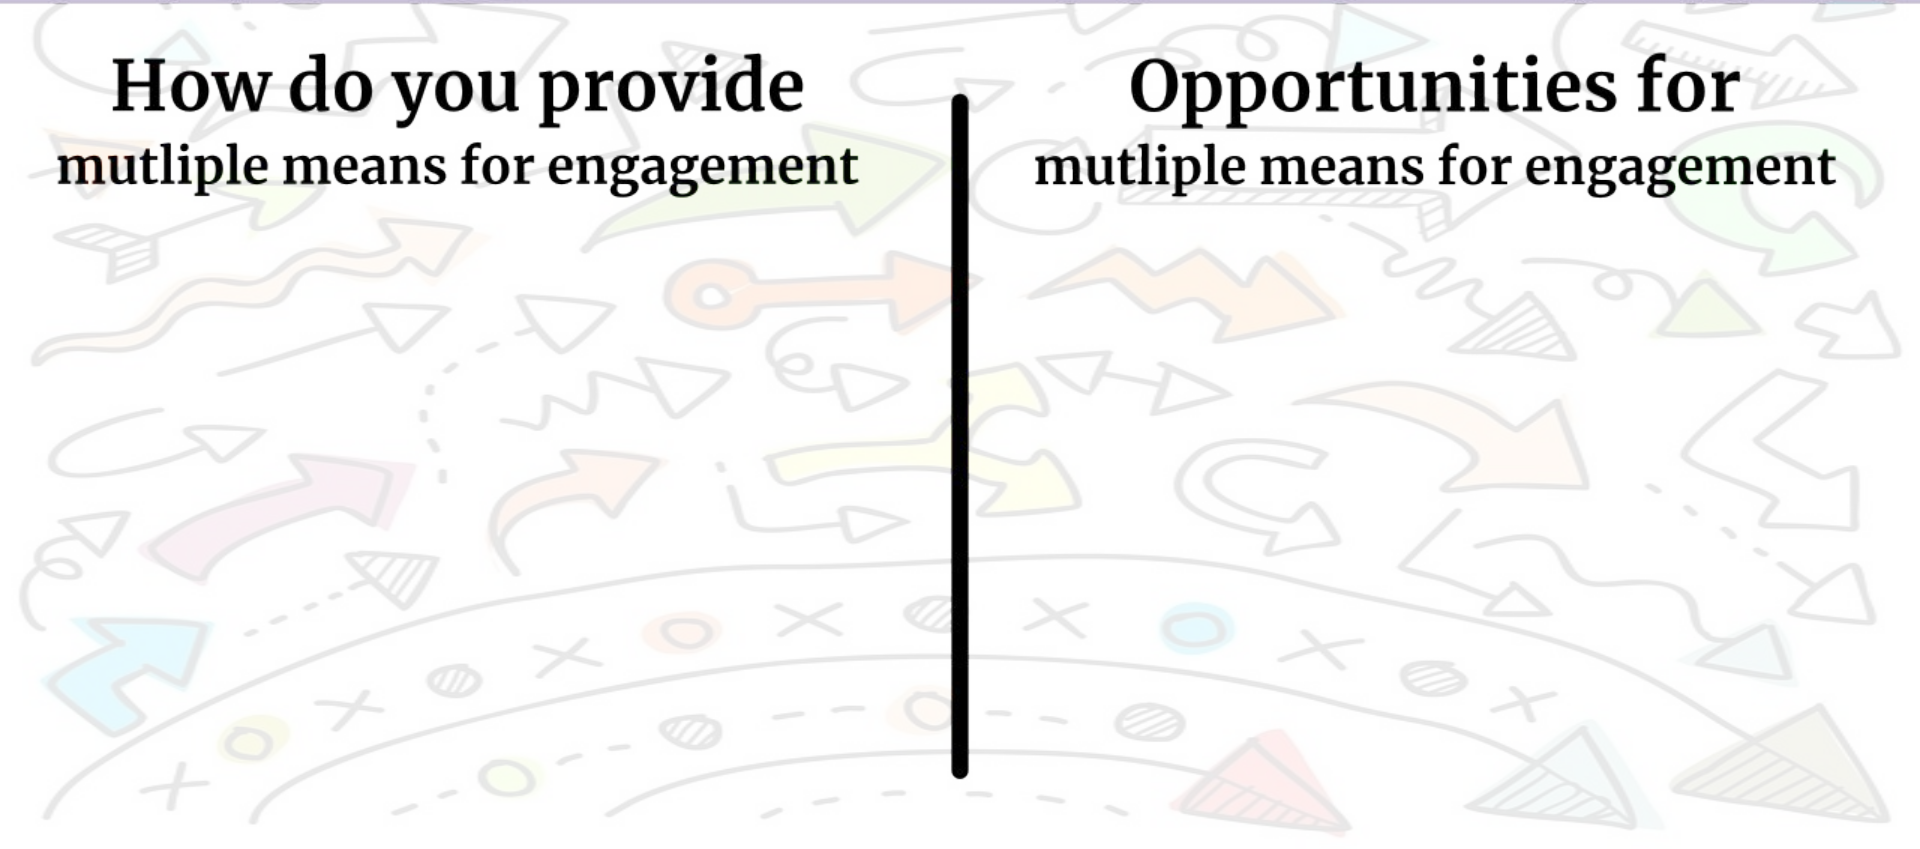 How do you provide
mutliple means for engagement
Opportunities for
mutliple means for engagement